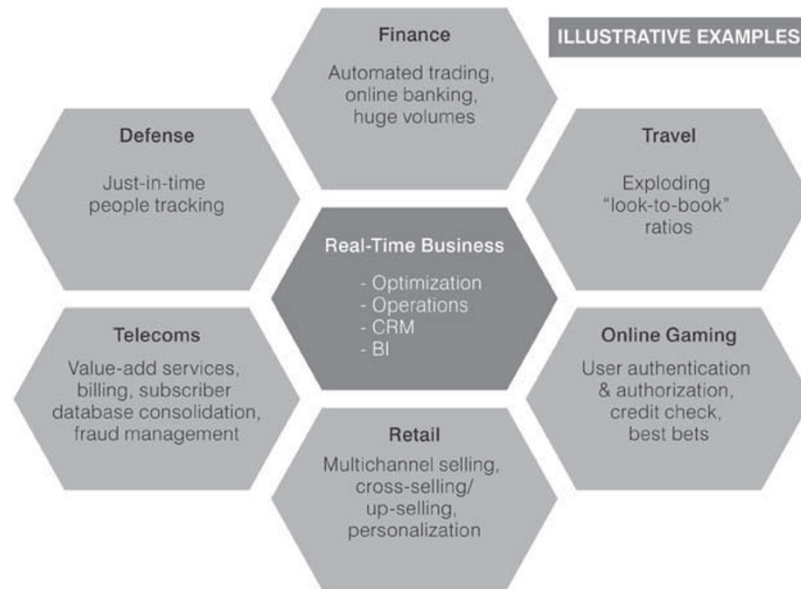 ILLUSTRATIVE EXAMPLES
Finance
Automated trading,
online banking,
huge volumes
Defense
Just-in-time
people tracking
Travel
Exploding
“look-to-book”
ratios
Real-Time Business
- Optimization
- Operations
- CRM
- BI
Telecoms
Value-add services,
billing, subscriber
database consolidation,
fraud management
Online Gaming
User authentication
& authorization,
credit check,
best bets
Retail
Multichannel selling,
cross-selling/
up-selling,
personalization